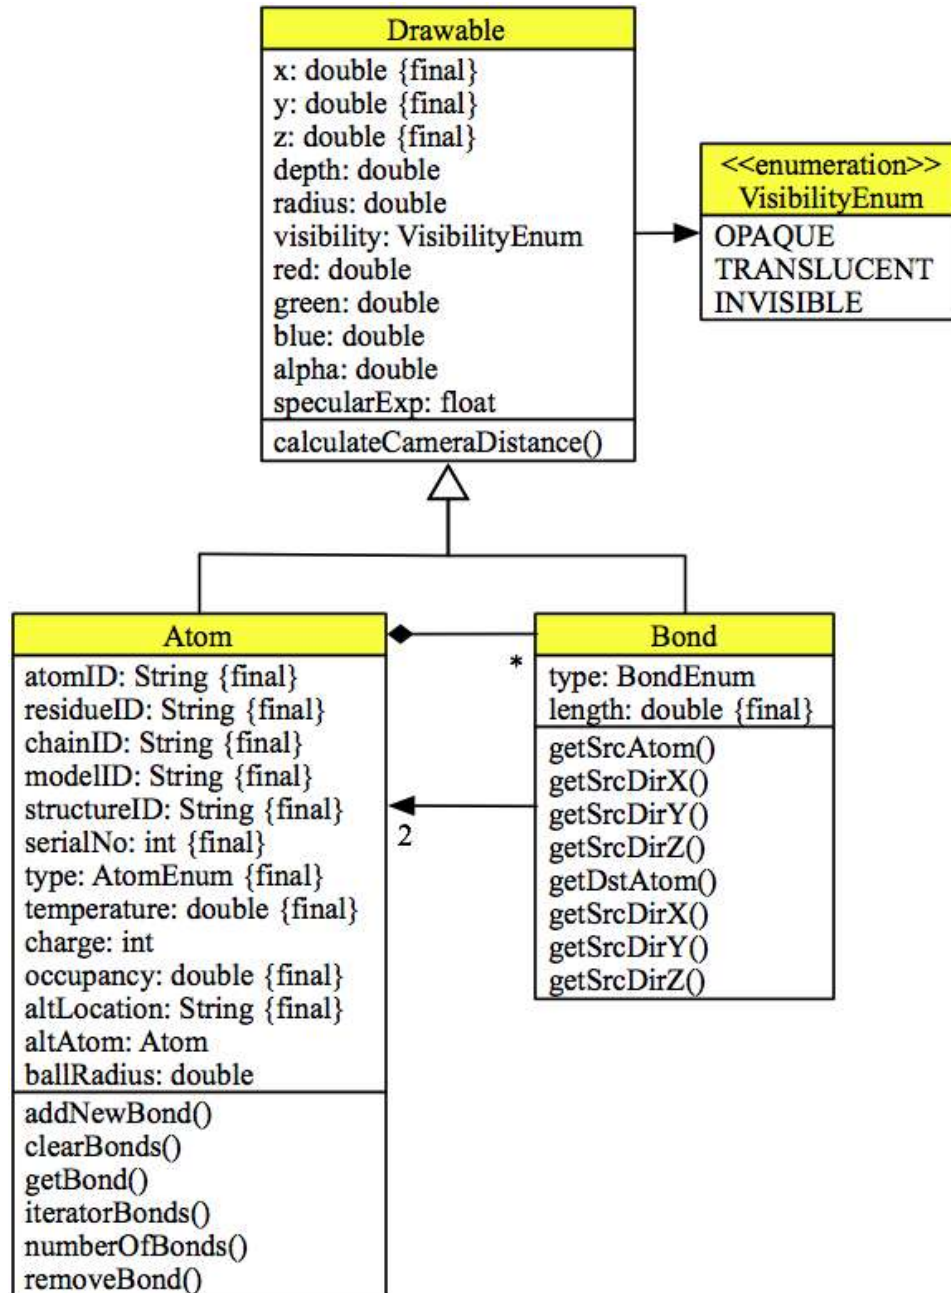 Drawable
x: double {final}
y: double {final}
z: double {final}
depth: double
radius: double
visibility: VisibilityEnum
red: double
green: double
blue: double
alpha: double
specularExp: float
calculateCameraDistance()
<<enumeration>>
VisibilityEnum
OPAQUE
TRANSLUCENT
INVISIBLE
Atom
atomID: String {final}
residueID: String {final}
chainID: String {final}
modelID: String {final}
structureID: String {final}
serialNo: int {final}
type: AtomEnum {final}
temperature: double {final}
charge: int
occupancy: double {final}
altLocation: String {final}
altAtom: Atom
ballRadius: double
addNewBond()
clearBonds()
getBond()
iteratorBonds()
numberOfBonds()
removeBond()
*
2
Bond
type: BondEnum
length: double {final}
getSrcAtom()
getSrcDirX()
getSrcDirY()
getSrcDirZ()
getDstAtom()
getSrcDirX()
getSrcDirY()
getSrcDirZ()